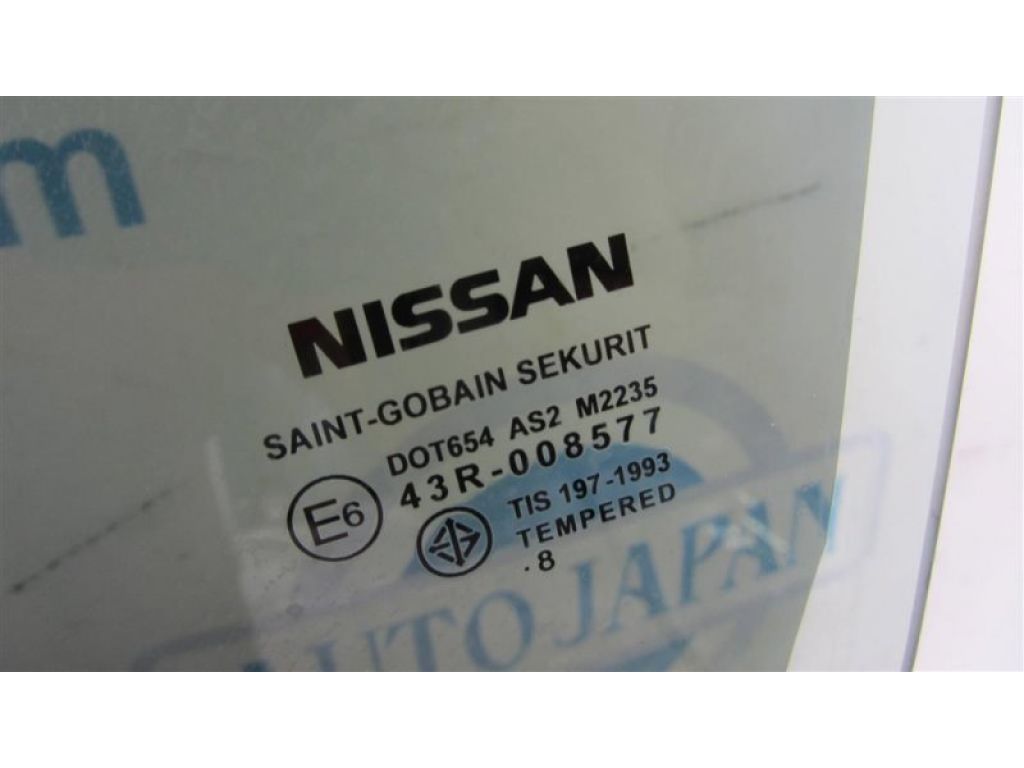 m
NISSAN
SAINT-GOBAIN SEKURIT
DOT654 AS2 M2235
E6 43R-008577
TIS 197-1993
TEMPERED
.8
AUTO JAPAN